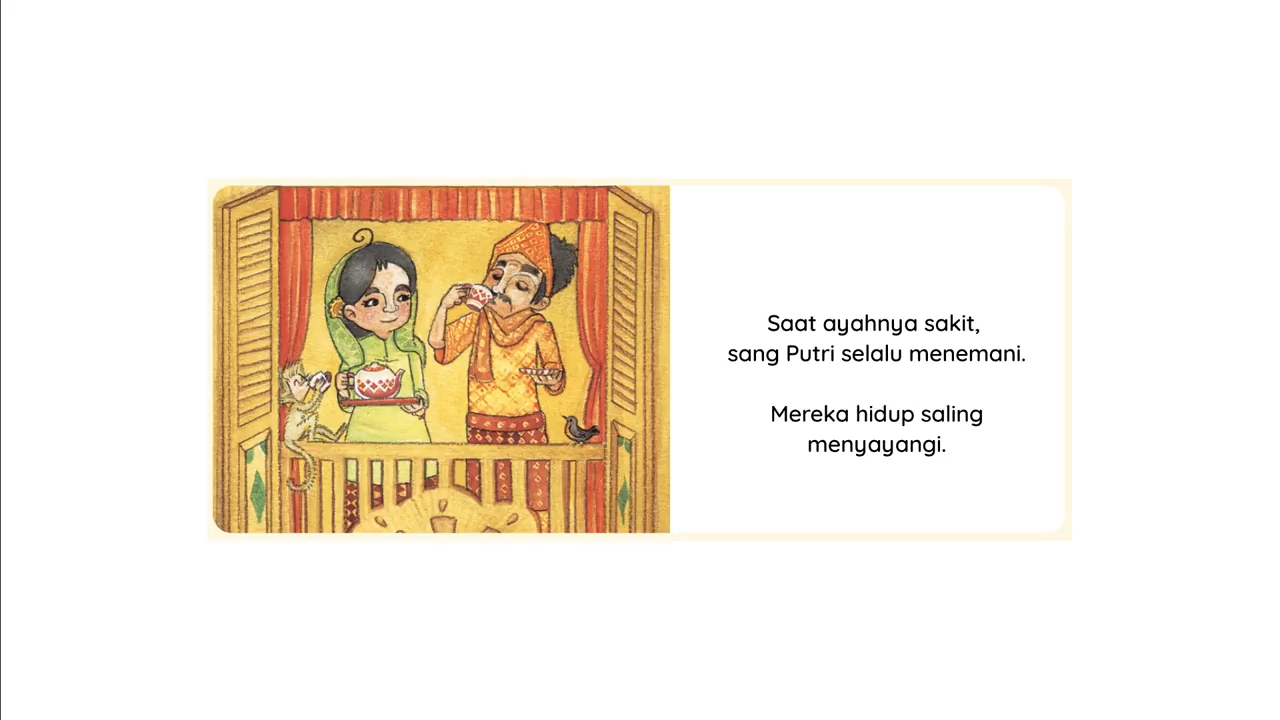 Saat ayahnya sakit,
sang Putri selalu menemani.
Mereka hidup saling
menyayangi.